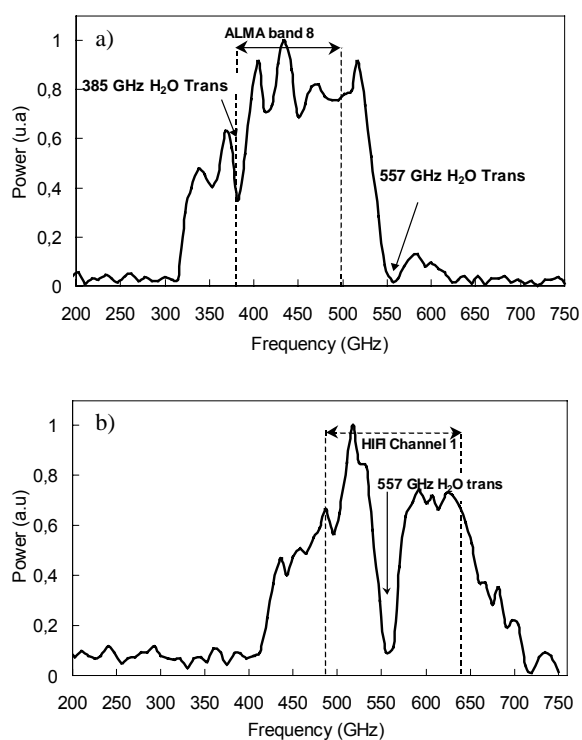 a)
ALMA band 8
385 GHz H₂O Trans
557 GHz H₂O Trans
Power (u.a)
1
0,8
0,6
0,4
0,2
0
200 250 300 350 400 450 500 550 600 650 700 750
Frequency (GHz)
b)
HIFI Channel 1
557 GHz H₂O trans
Power (a.u)
1
0,8
0,6
0,4
0,2
0
200 250 300 350 400 450 500 550 600 650 700 750
Frequency (GHz)